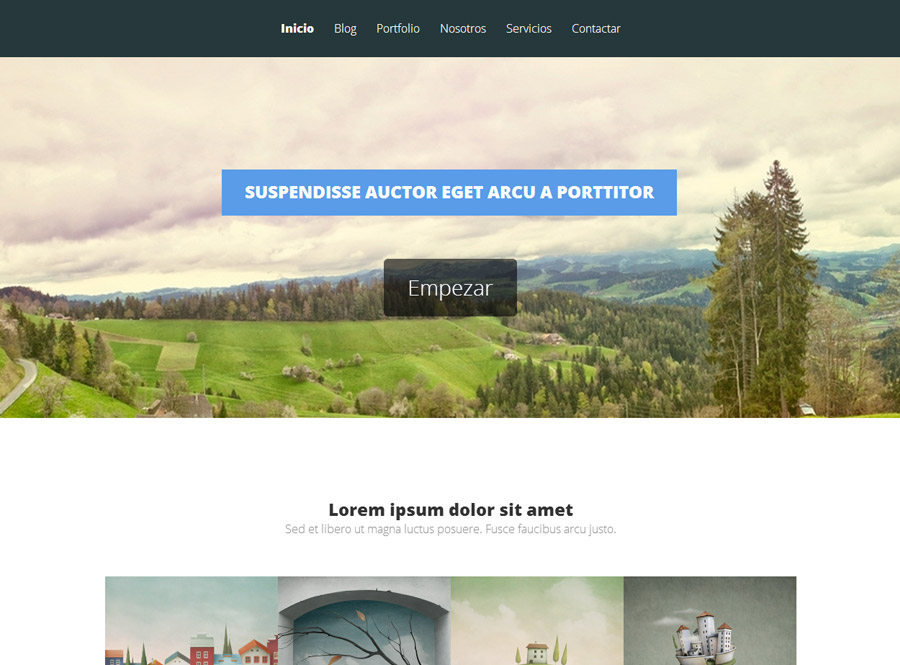 Inicio Blog Portfolio Nosotros Servicios Contactar
SUSPENDISSE AUCTOR EGET ARCU A PORTTITOR
Empezar
Lorem ipsum dolor sit amet
Sed et libero ut magna luctus posuere. Fusce faucibus arcu justo.